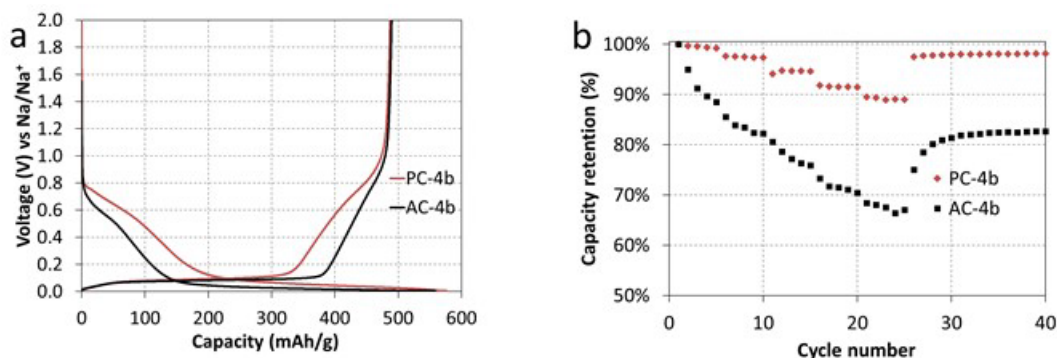 a
2.0
1.8
1.6
1.4
1.2
1.0
0.8
0.6
0.4
0.2
0.0
Voltage (V) vs Na/Na⁺
PC-4b
AC-4b
0 100 200 300 400 500 600
Capacity (mAh/g)
b
100%
90%
80%
70%
60%
50%
Capacity retention (%)
PC-4b
AC-4b
0 10 20 30 40
Cycle number